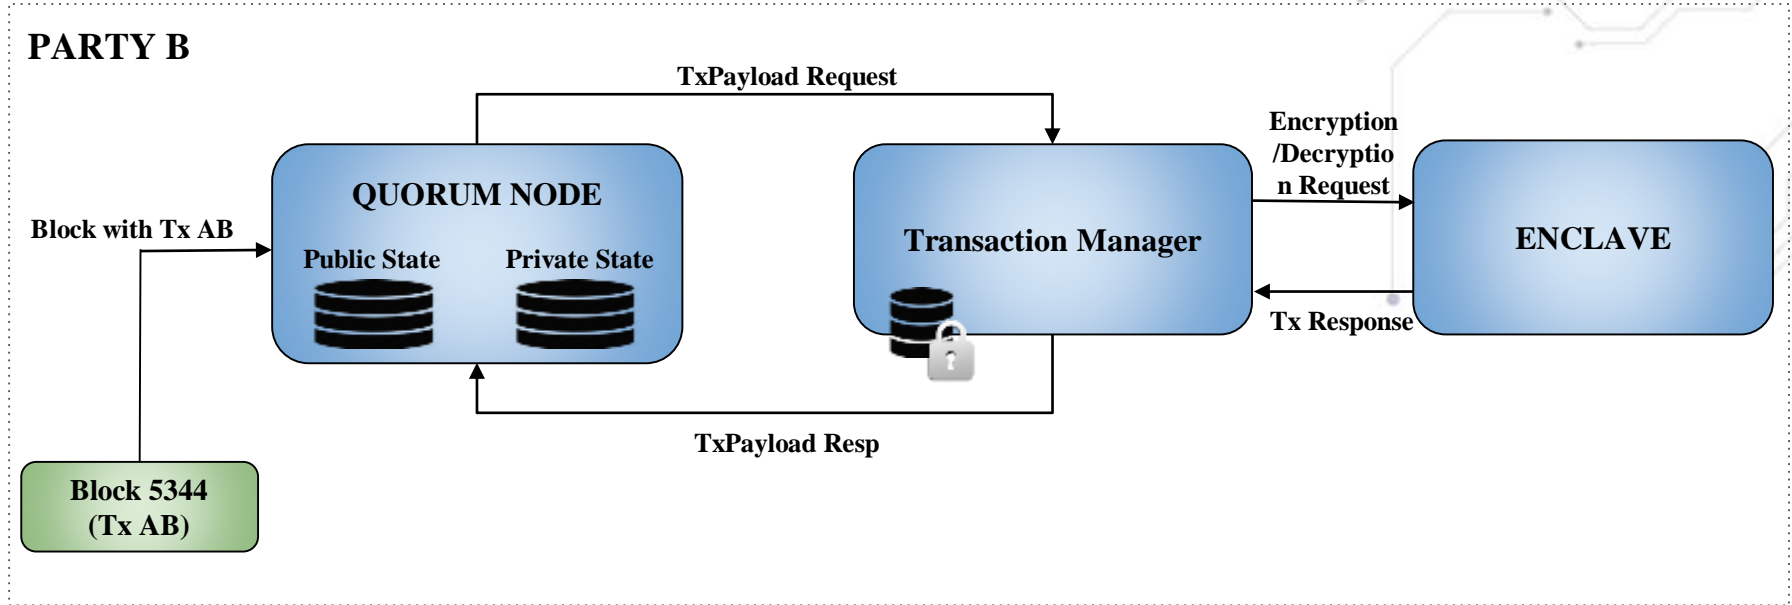 PARTY B
TxPayload Request
Encryption
/Decryptio
n Request
QUORUM NODE
Block with Tx AB
Public State
Private State
Transaction Manager
ENCLAVE
Tx Response
TxPayload Resp
Block 5344
(Tx AB)